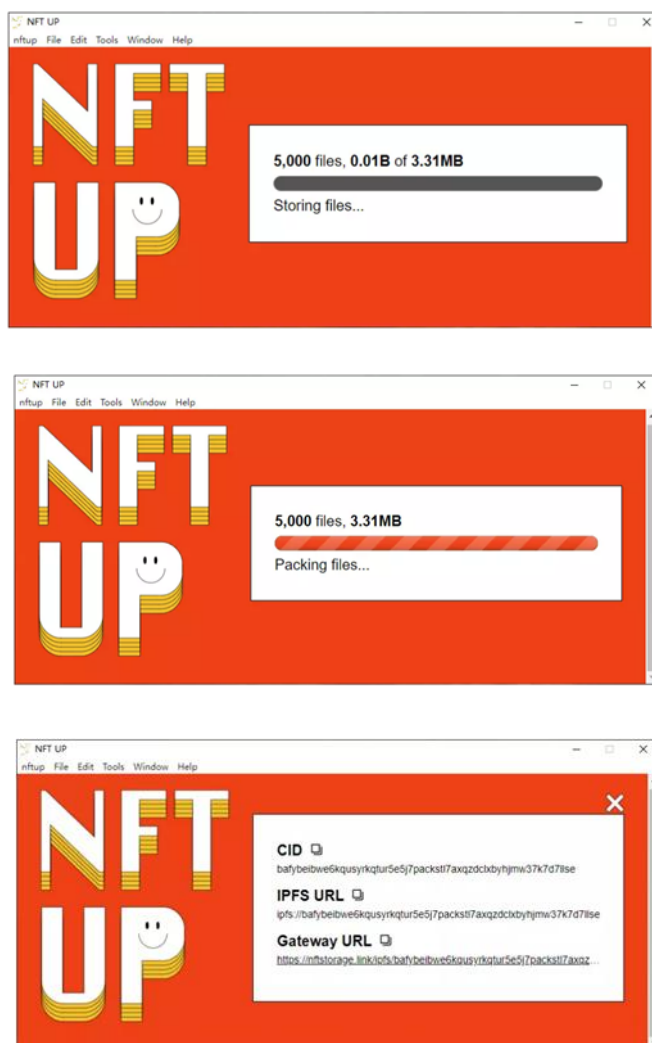 NFT UP
nftup File Edit Tools Window Help
NFT
UP
5,000 files, 0.01B of 3.31MB
Storing files...
NFT UP
nftup File Edit Tools Window Help
NFT
UP
5,000 files, 3.31MB
Packing files...
NFT UP
nftup File Edit Tools Window Help
NFT
UP
CID
bafybeibwe6kqusyrkqtur5e5j7packstl7axqzdclxbyhjmw37k7d7llse
IPFS URL
ipfs://bafybeibwe6kqusyrkqtur5e5j7packstl7axqzdclxbyhjmw37k7d7llse
Gateway URL
https://nftstorage.link/ipfs/bafybeibwe6kqusyrkqtur5e5j7packstl7axqz...